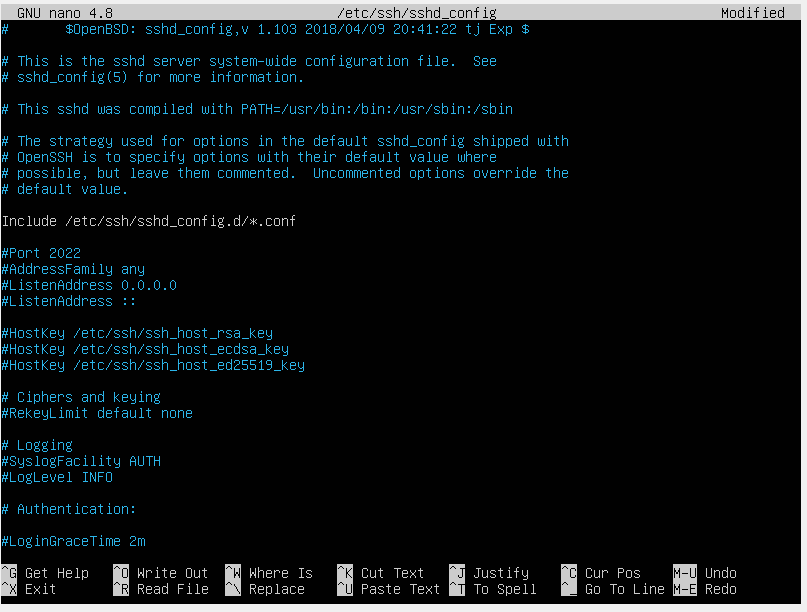 GNU nano 4.8 /etc/ssh/sshd_config Modified
# $OpenBSD: sshd_config,v 1.103 2018/04/09 20:41:22 tj Exp $
# This is the sshd server system-wide configuration file. See
# sshd_config(5) for more information.
# This sshd was compiled with PATH=/usr/bin:/bin:/usr/sbin:/sbin
# The strategy used for options in the default sshd_config shipped with
# OpenSSH is to specify options with their default value where
# possible, but leave them commented. Uncommented options override the
# default value.
Include /etc/ssh/sshd_config.d/*.conf
#Port 2022
#AddressFamily any
#ListenAddress 0.0.0.0
#ListenAddress ::
#HostKey /etc/ssh/ssh_host_rsa_key
#HostKey /etc/ssh/ssh_host_ecdsa_key
#HostKey /etc/ssh/ssh_host_ed25519_key
# Ciphers and keying
#RekeyLimit default none
# Logging
#SyslogFacility AUTH
#LogLevel INFO
# Authentication:
#LoginGraceTime 2m
^G Get Help ^O Write Out ^W Where Is ^K Cut Text ^J Justify ^C Cur Pos M-U Undo
^X Exit ^R Read File ^\ Replace ^U Paste Text ^T To Spell ^_ Go To Line M-E Redo